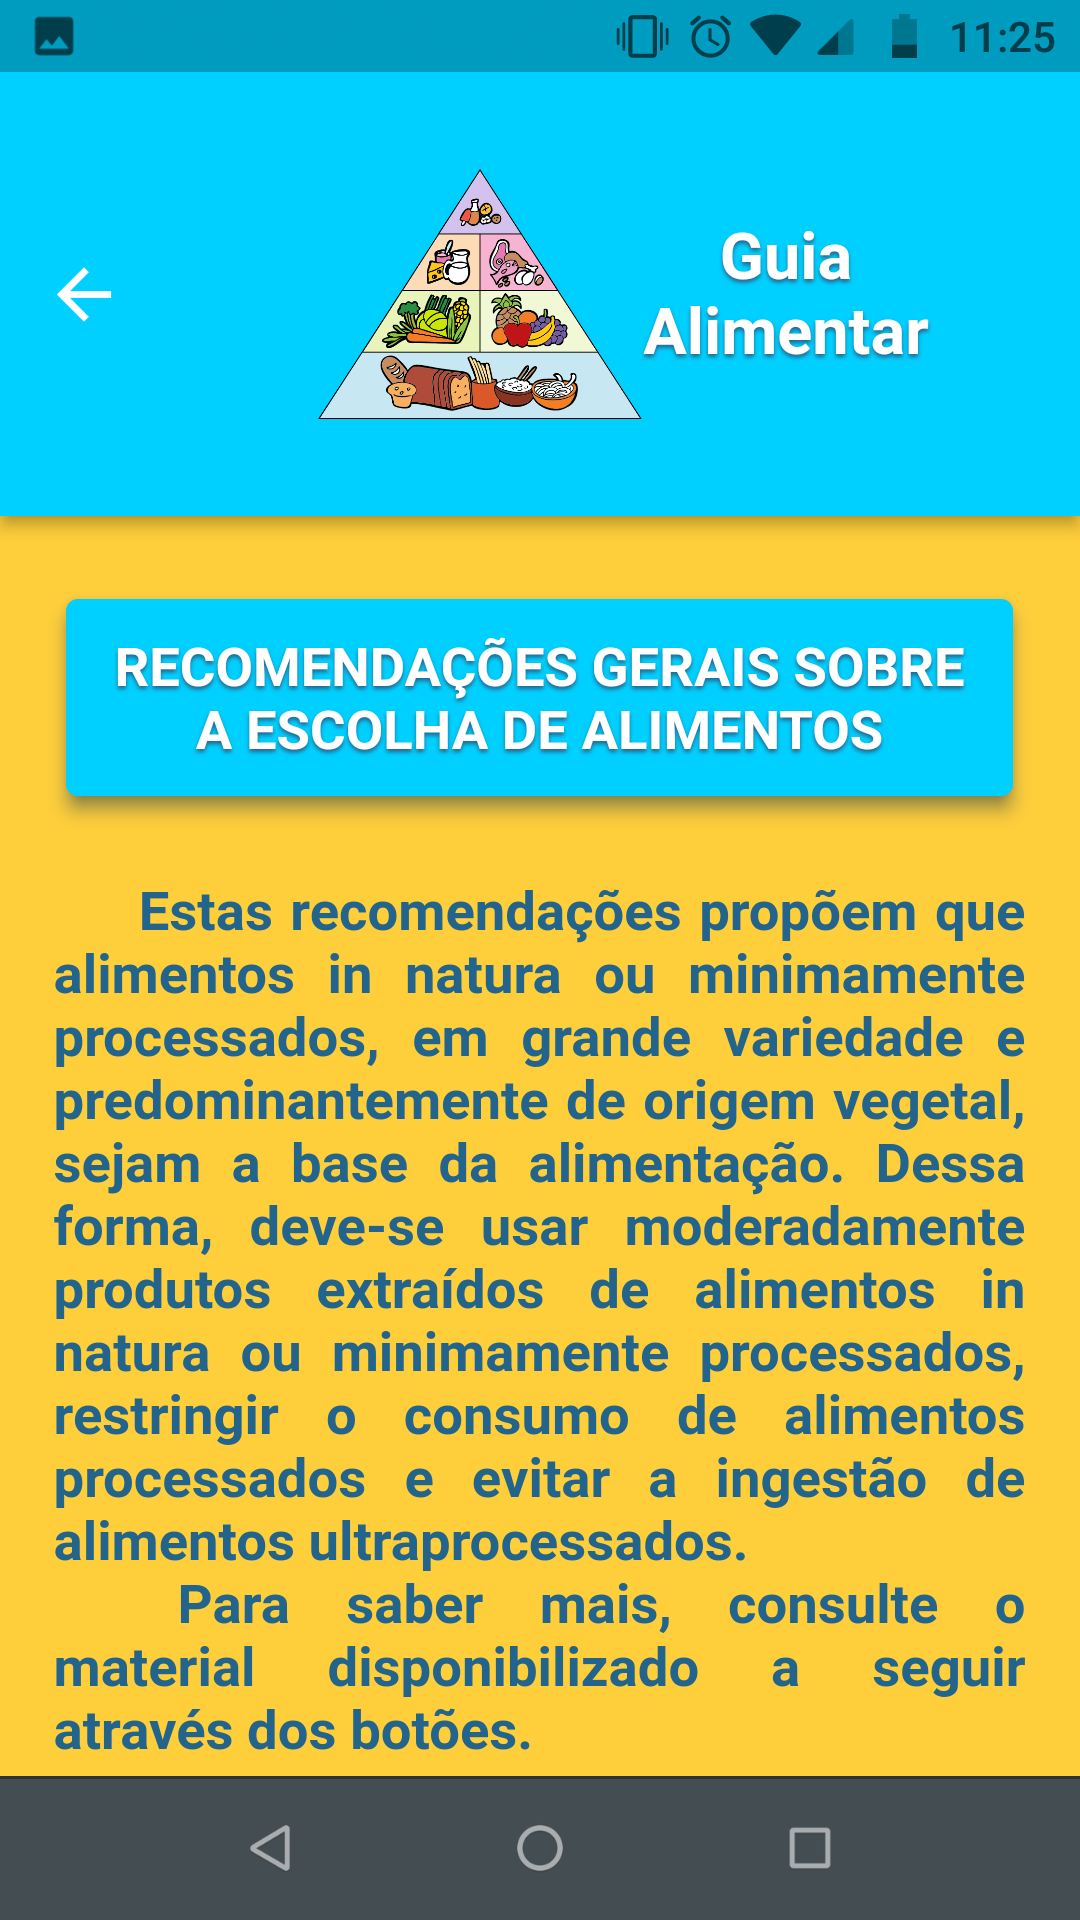 11:25
Guia
Alimentar
RECOMENDAÇÕES GERAIS SOBRE
A ESCOLHA DE ALIMENTOS
Estas recomendações propõem que
alimentos in natura ou minimamente
processados, em grande variedade e
predominantemente de origem vegetal,
sejam a base da alimentação. Dessa
forma, deve-se usar moderadamente
produtos extraídos de alimentos in
natura ou minimamente processados,
restringir o consumo de alimentos
processados e evitar a ingestão de
alimentos ultraprocessados.
Para saber mais, consulte o
material disponibilizado a seguir
através dos botões.